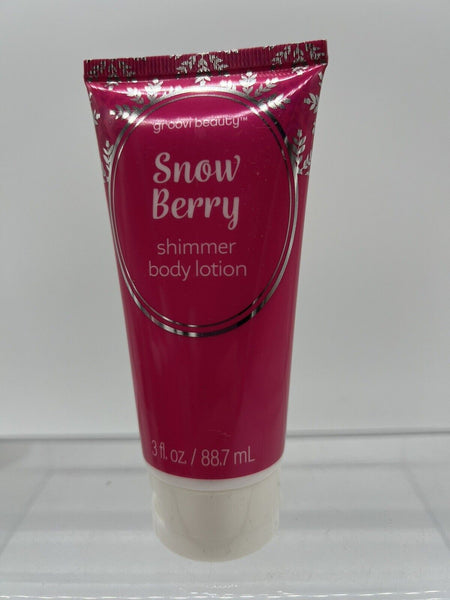 groovi beauty™
Snow
Berry
shimmer
body lotion
3 fl. oz. / 88.7 mL